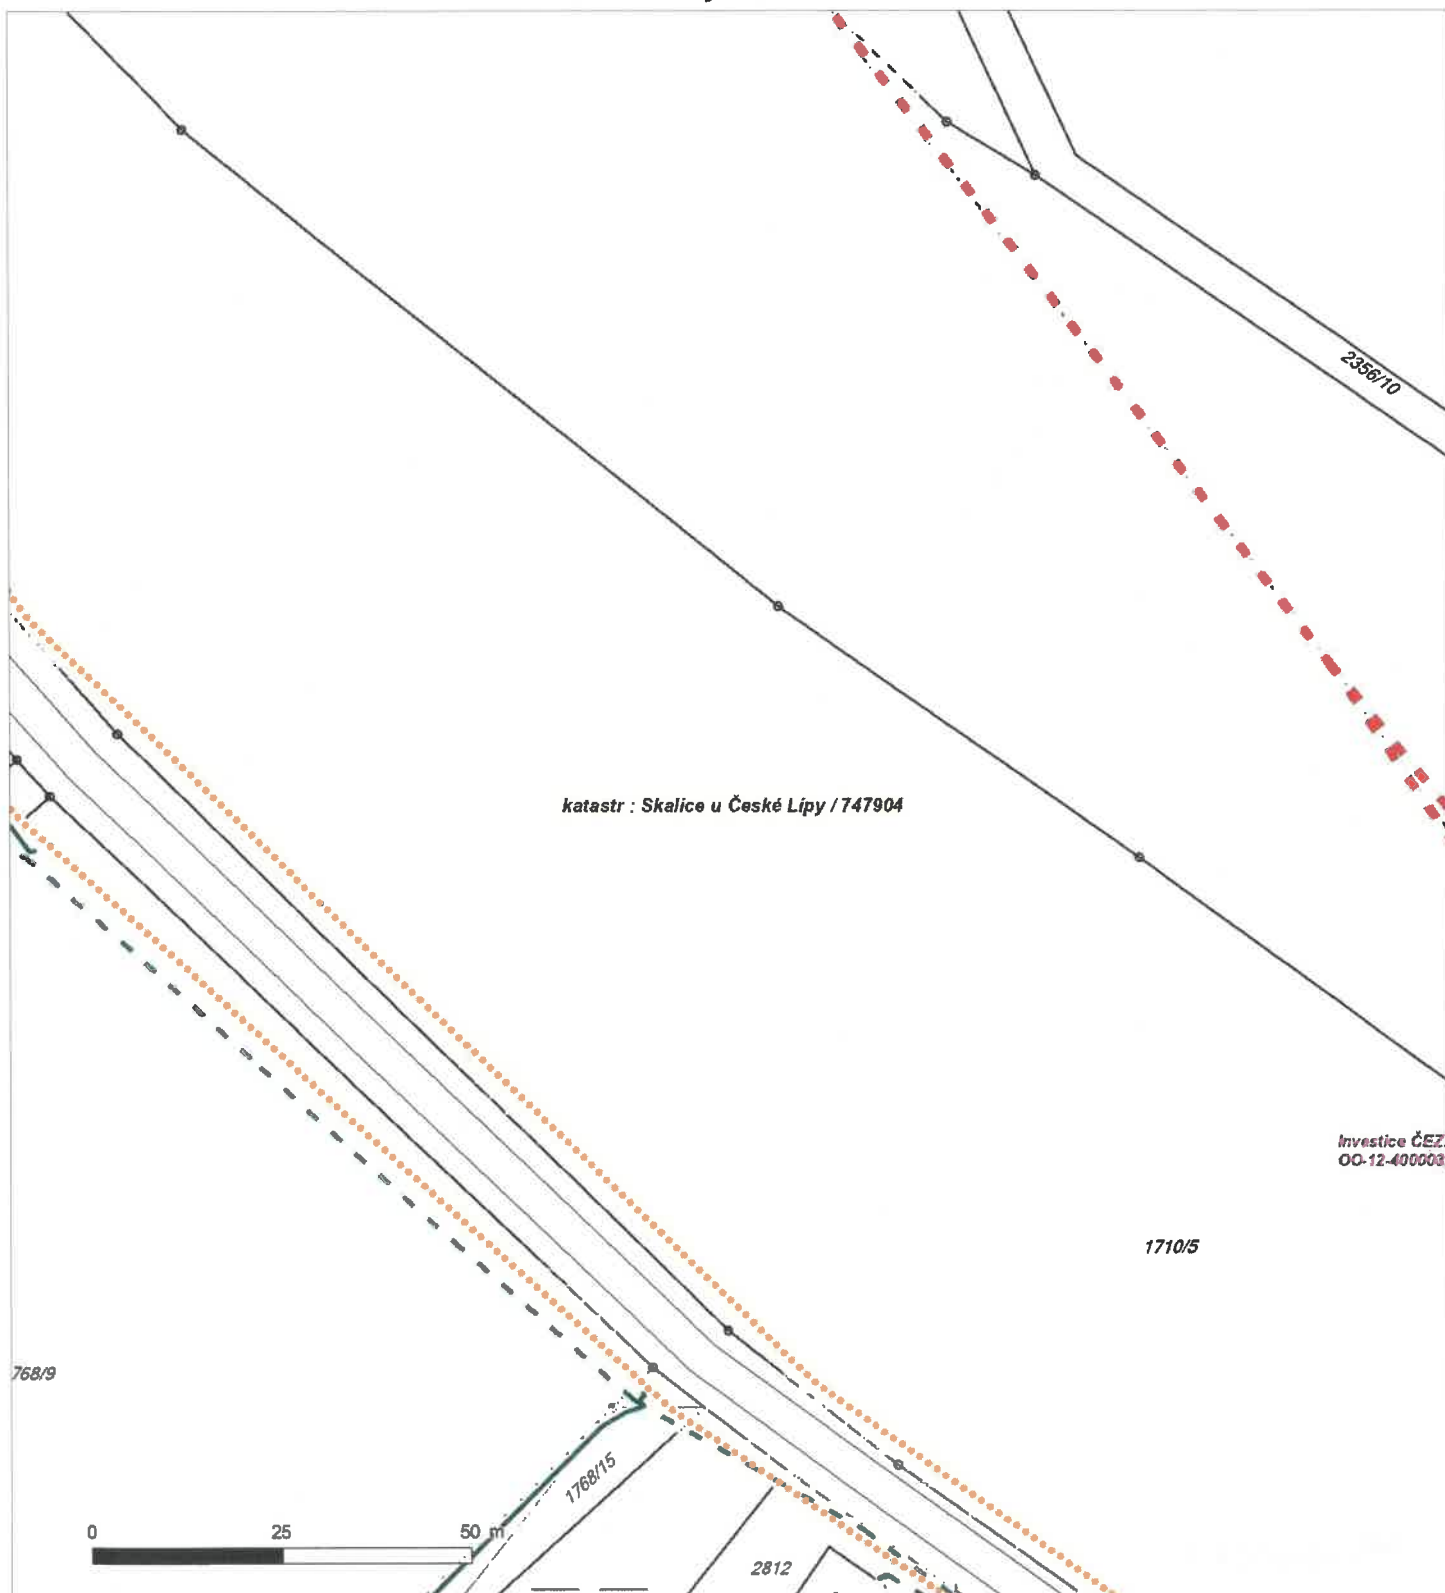 2356/10
katastr : Skalice u České Lípy / 747904
Investice ČEZ
OO-12-400003
1710/5
768/9
1768/15
0 25 50 m
2812